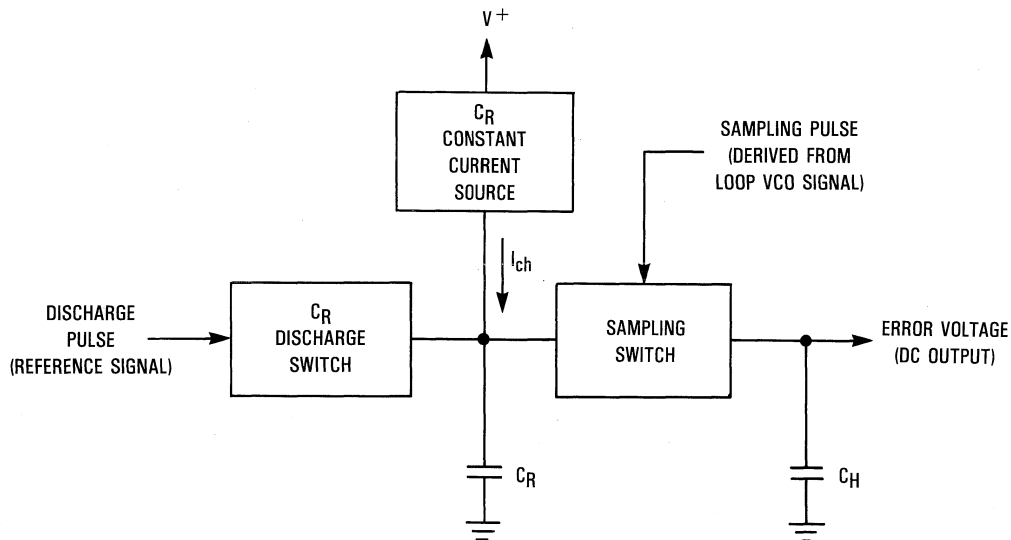 V+
CR
CONSTANT
CURRENT
SOURCE
SAMPLING PULSE
(DERIVED FROM
LOOP VCO SIGNAL)
Ich
DISCHARGE
PULSE
(REFERENCE SIGNAL)
CR
DISCHARGE
SWITCH
SAMPLING
SWITCH
ERROR VOLTAGE
(DC OUTPUT)
CR
CH